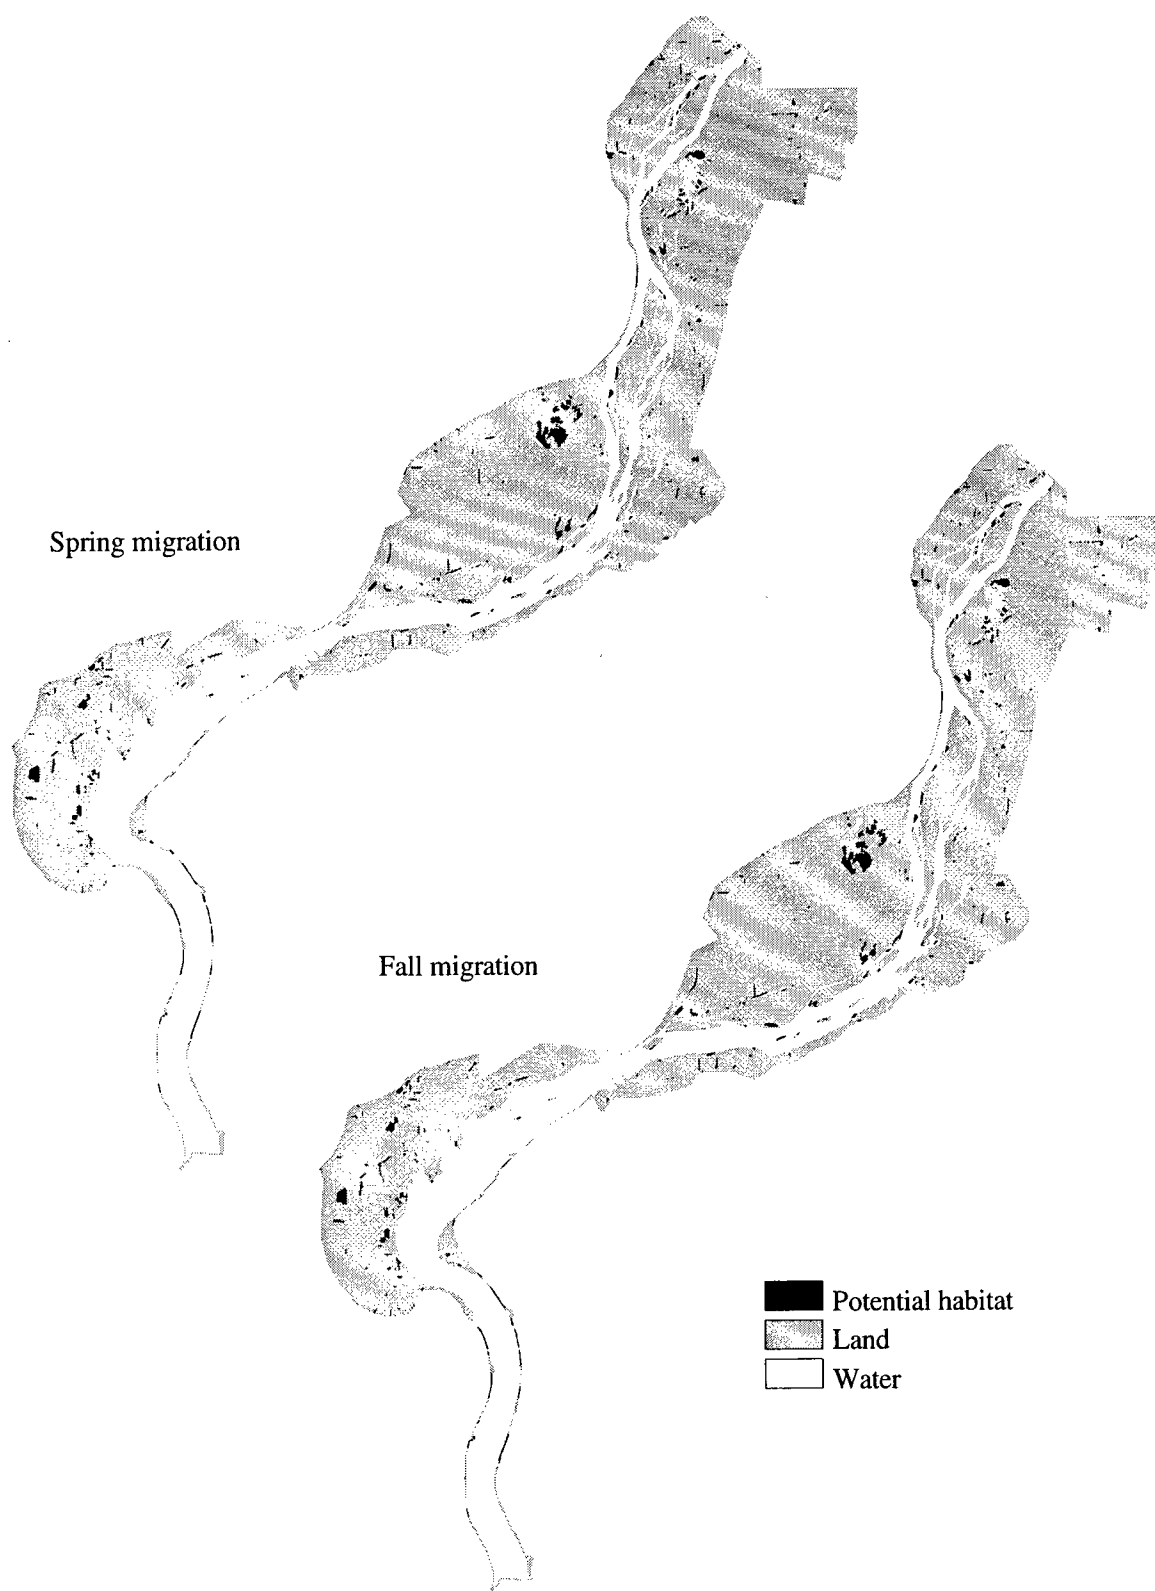 Spring migration
Fall migration
Potential habitat
Land
Water